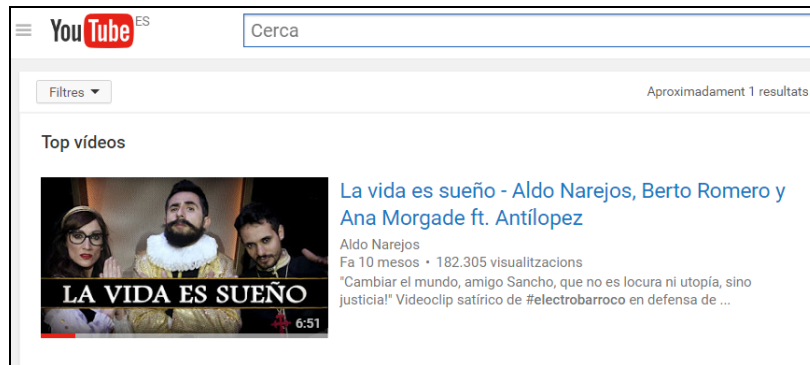 YouTube ES
Cerca
Filtres
Aproximadament 1 resultats
Top vídeos
LA VIDA ES SUEÑO
6:51
La vida es sueño - Aldo Narejos, Berto Romero y
Ana Morgade ft. Antílopez
Aldo Narejos
Fa 10 mesos • 182.305 visualitzacions
"Cambiar el mundo, amigo Sancho, que no es locura ni utopía, sino
justicia!" Videoclip satírico de #electrobarroco en defensa de ...